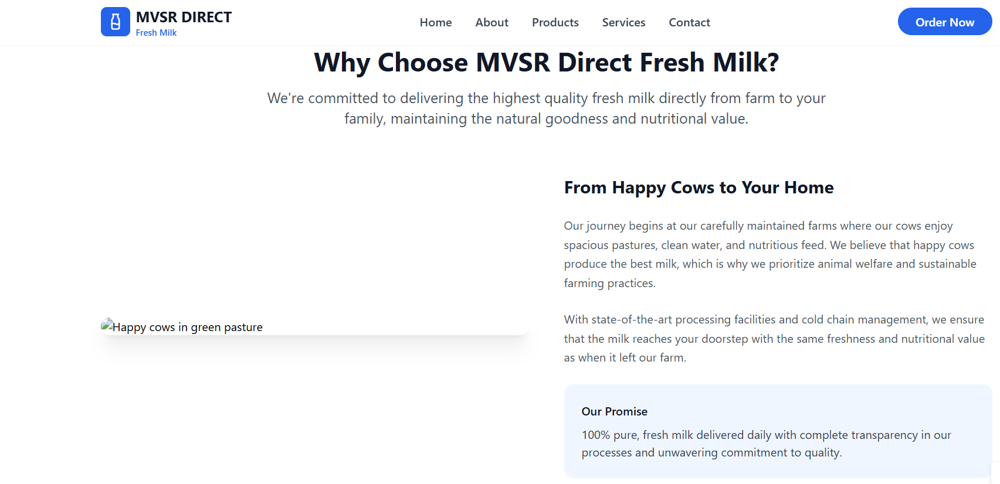 MVSR DIRECT
Fresh Milk
Home
About
Products
Services
Contact
Order Now
Why Choose MVSR Direct Fresh Milk?
We're committed to delivering the highest quality fresh milk directly from farm to your
family, maintaining the natural goodness and nutritional value.
Happy cows in green pasture
From Happy Cows to Your Home
Our journey begins at our carefully maintained farms where our cows enjoy
spacious pastures, clean water, and nutritious feed. We believe that happy cows
produce the best milk, which is why we prioritize animal welfare and sustainable
farming practices.
With state-of-the-art processing facilities and cold chain management, we ensure
that the milk reaches your doorstep with the same freshness and nutritional value
as when it left our farm.
Our Promise
100% pure, fresh milk delivered daily with complete transparency in our
processes and unwavering commitment to quality.